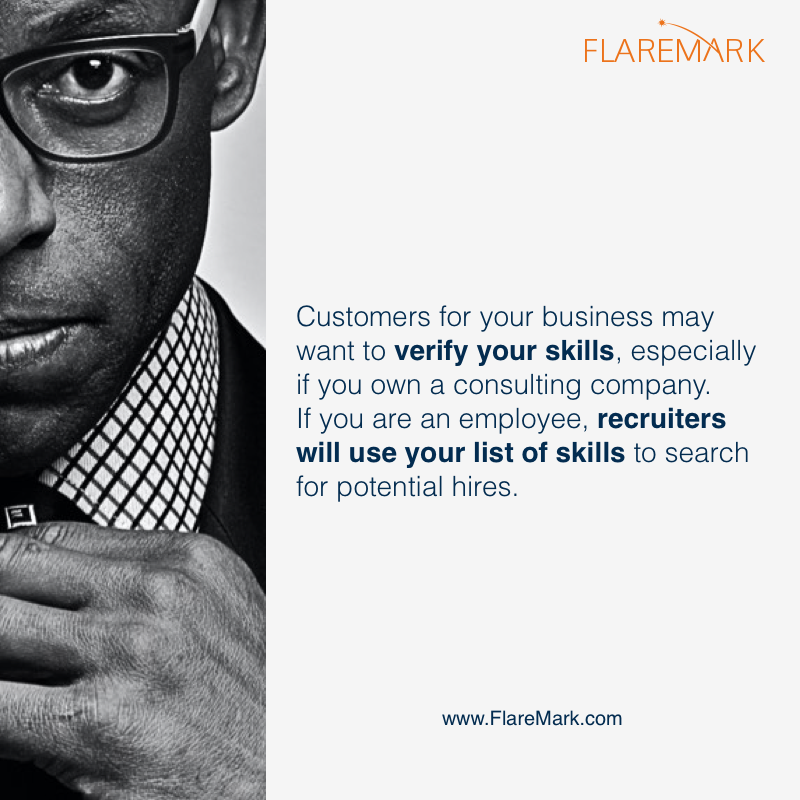 FLAREMARK
Customers for your business may
want to verify your skills, especially
if you own a consulting company.
If you are an employee, recruiters
will use your list of skills to search
for potential hires.
www.FlareMark.com